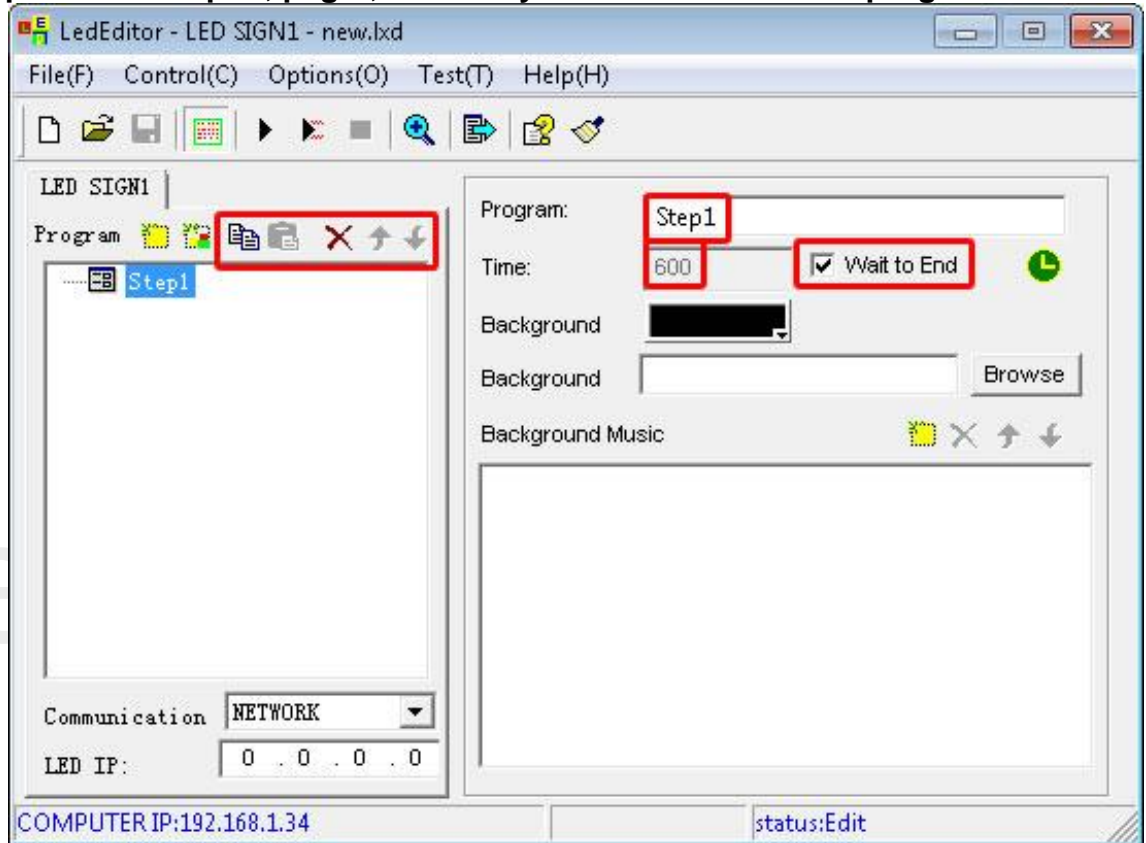 LedEditor - LED SIGN1 - new.lxd
File(F) Control(C) Options(O) Test(T) Help(H)
LED SIGN1
Program
Step1
Communication NETWORK
LED IP: 0 . 0 . 0 . 0
Program: Step1
Time: 600 Wait to End
Background
Background Browse
Background Music
COMPUTER IP:192.168.1.34 status:Edit